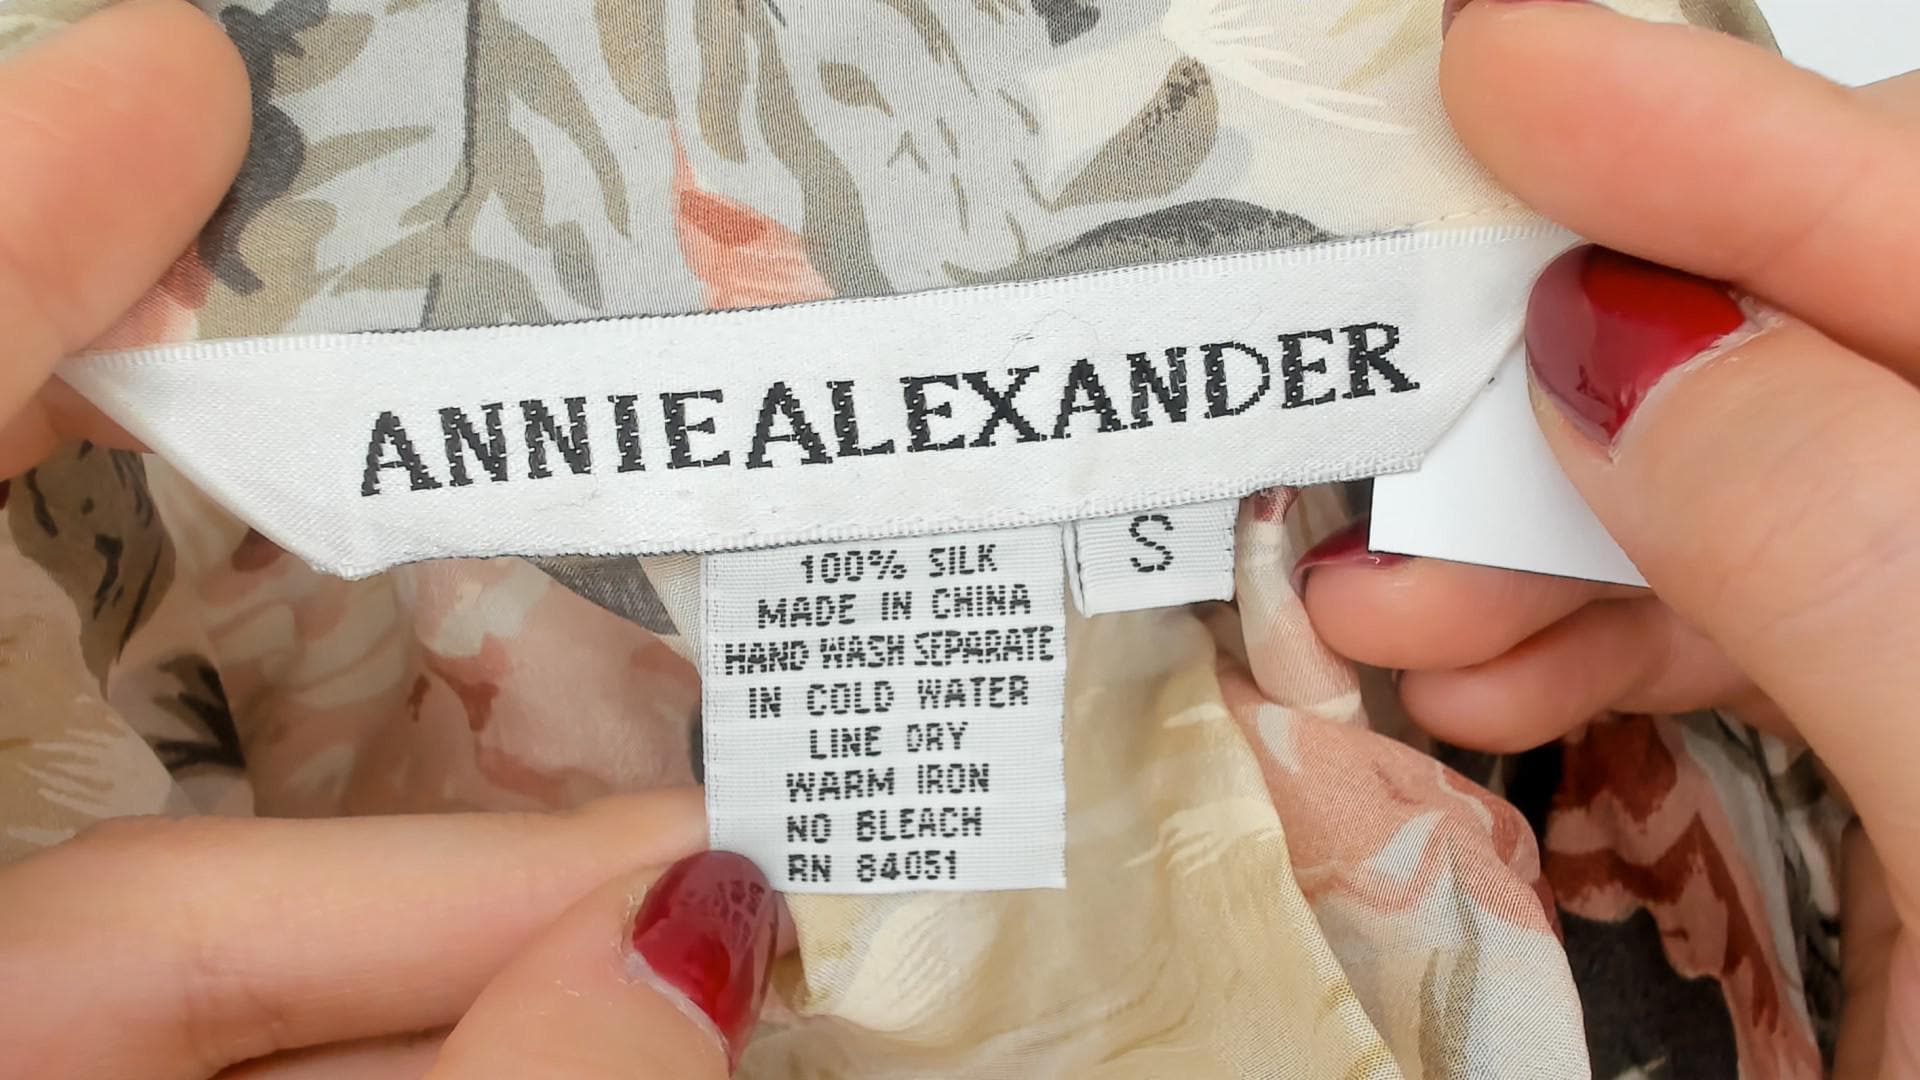 ANNIEALEXANDER
S
100% SILK
MADE IN CHINA
HAND WASH SEPARATE
IN COLD WATER
LINE DRY
WARM IRON
NO BLEACH
RN 84051